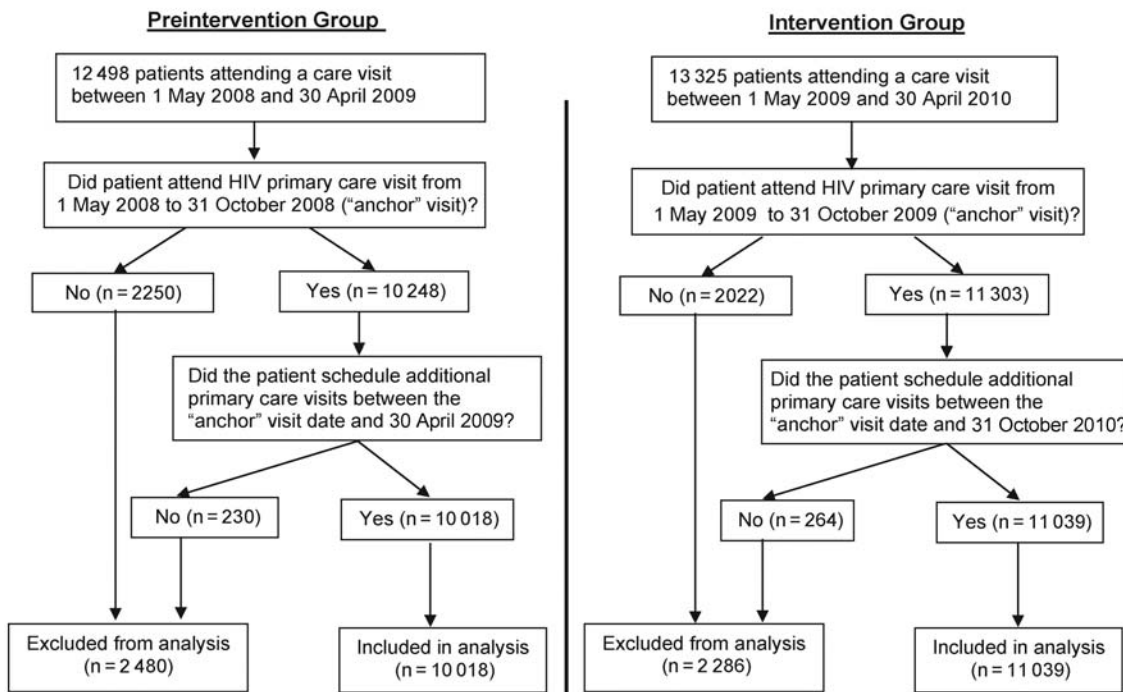 Preintervention Group
12 498 patients attending a care visit
between 1 May 2008 and 30 April 2009
Did patient attend HIV primary care visit from
1 May 2008 to 31 October 2008 (“anchor” visit)?
No (n = 2250)
Yes (n = 10 248)
Did the patient schedule additional
primary care visits between the
“anchor” visit date and 30 April 2009?
No (n = 230)
Yes (n = 10 018)
Excluded from analysis
(n = 2 480)
Included in analysis
(n = 10 018)
Intervention Group
13 325 patients attending a care visit
between 1 May 2009 and 30 April 2010
Did patient attend HIV primary care visit from
1 May 2009 to 31 October 2009 (“anchor” visit)?
No (n = 2022)
Yes (n = 11 303)
Did the patient schedule additional
primary care visits between the
“anchor” visit date and 31 October 2010?
No (n = 264)
Yes (n = 11 039)
Excluded from analysis
(n = 2 286)
Included in analysis
(n = 11 039)